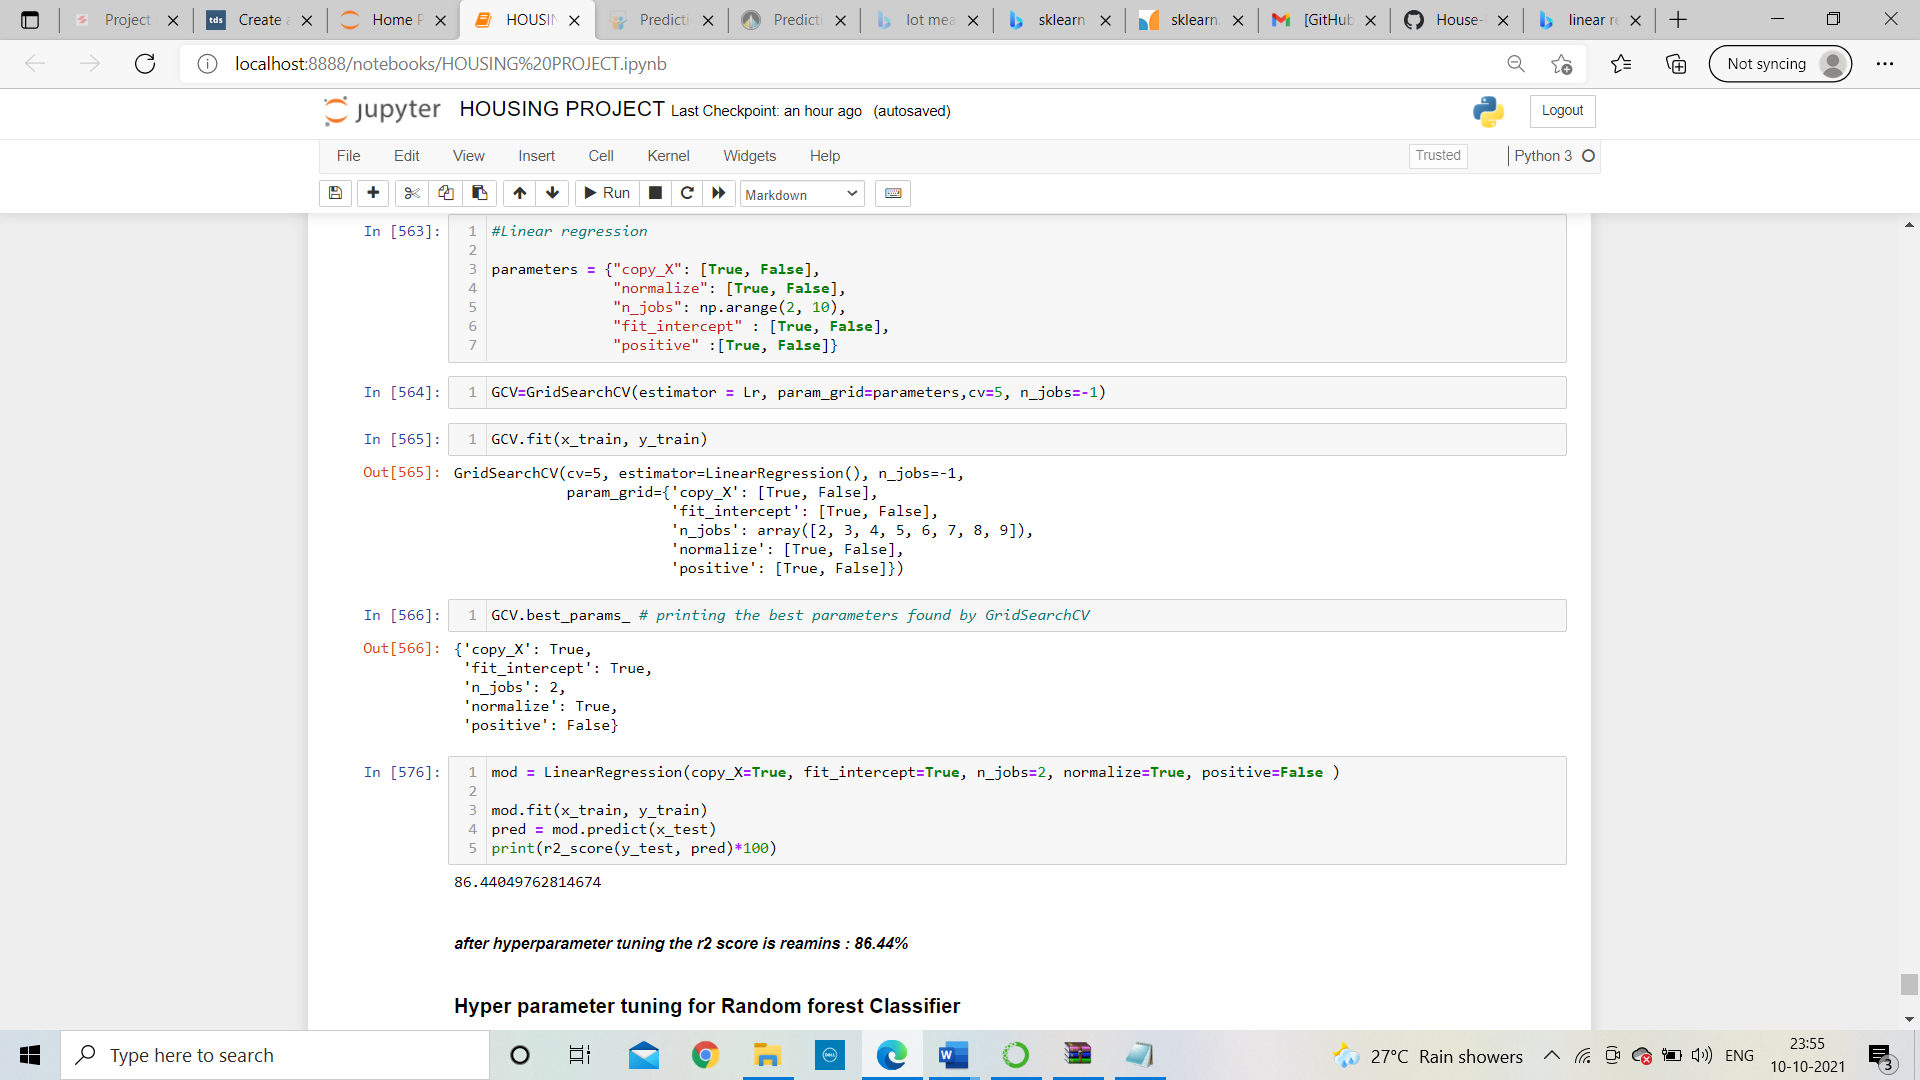 Project
Create a
Home P
HOUSIN
Predicti
Predicti
lot mea
sklearn
sklearn.
[GitHub
House-
linear re
localhost:8888/notebooks/HOUSING%20PROJECT.ipynb
Not syncing
jupyter HOUSING PROJECT Last Checkpoint: an hour ago (autosaved)
Logout
File Edit View Insert Cell Kernel Widgets Help
Trusted Python 3
Run Markdown
In [563]:
1 #Linear regression
2
3 parameters = {"copy_X": [True, False],
4 "normalize": [True, False],
5 "n_jobs": np.arange(2, 10),
6 "fit_intercept" : [True, False],
7 "positive" :[True, False]}
In [564]: 1 GCV=GridSearchCV(estimator = Lr, param_grid=parameters,cv=5, n_jobs=-1)
In [565]: 1 GCV.fit(x_train, y_train)
Out[565]: GridSearchCV(cv=5, estimator=LinearRegression(), n_jobs=-1,
param_grid={'copy_X': [True, False],
'fit_intercept': [True, False],
'n_jobs': array([2, 3, 4, 5, 6, 7, 8, 9]),
'normalize': [True, False],
'positive': [True, False]})
In [566]: 1 GCV.best_params_ # printing the best parameters found by GridSearchCV
Out[566]: {'copy_X': True,
'fit_intercept': True,
'n_jobs': 2,
'normalize': True,
'positive': False}
In [576]: 1 mod = LinearRegression(copy_X=True, fit_intercept=True, n_jobs=2, normalize=True, positive=False )
2
3 mod.fit(x_train, y_train)
4 pred = mod.predict(x_test)
5 print(r2_score(y_test, pred)*100)
86.44049762814674
after hyperparameter tuning the r2 score is reamins : 86.44%
Hyper parameter tuning for Random forest Classifier
Type here to search
27°C Rain showers
ENG
23:55
10-10-2021
3